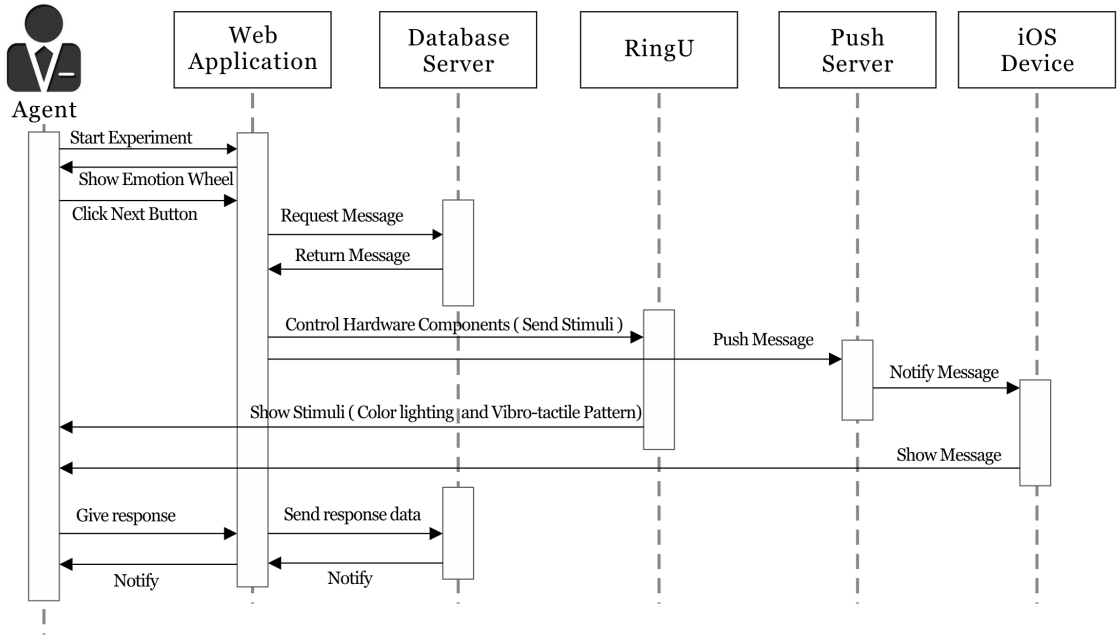 Web
Application
Database
Server
RingU
Push
Server
iOS
Device
Agent
Start Experiment
Show Emotion Wheel
Click Next Button
Request Message
Return Message
Control Hardware Components ( Send Stimuli )
Push Message
Notify Message
Show Stimuli ( Color lighting and Vibro-tactile Pattern)
Show Message
Give response
Send response data
Notify
Notify